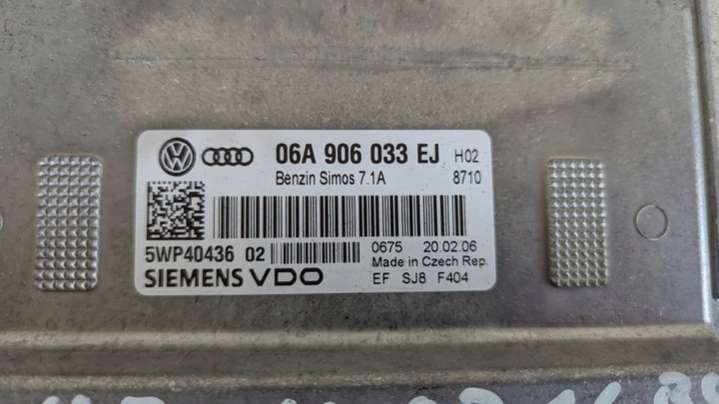 06A 906 033 EJ H02
Benzin Simos 7.1A 8710
5WP40436 02 0675 20.02.06
Made in Czech Rep.
SIEMENS VDO EF SJ8 F404